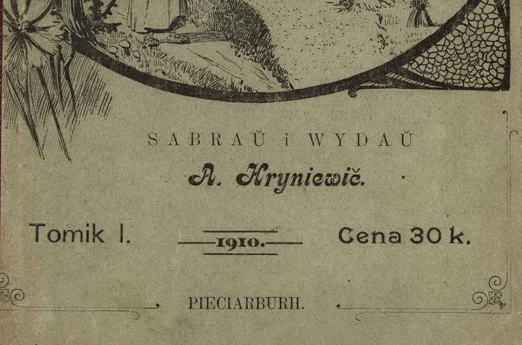 SABRAŬ i WYDAŬ
A. Hryniewič.
Tomik I. 1910. Cena 30 k.
PIECIARBURH.